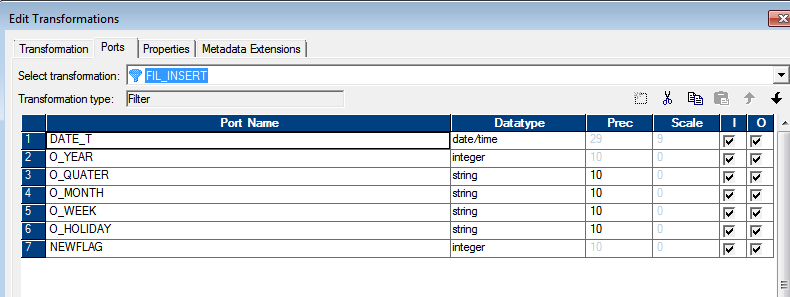 Edit Transformations
Transformation Ports Properties Metadata Extensions
Select transformation: FIL_INSERT
Transformation type: Filter
Port Name Datatype Prec Scale I O
1 DATE_T date/time 29 9
2 O_YEAR integer 10 0
3 O_QUATER string 10 0
4 O_MONTH string 10 0
5 O_WEEK string 10 0
6 O_HOLIDAY string 10 0
7 NEWFLAG integer 10 0